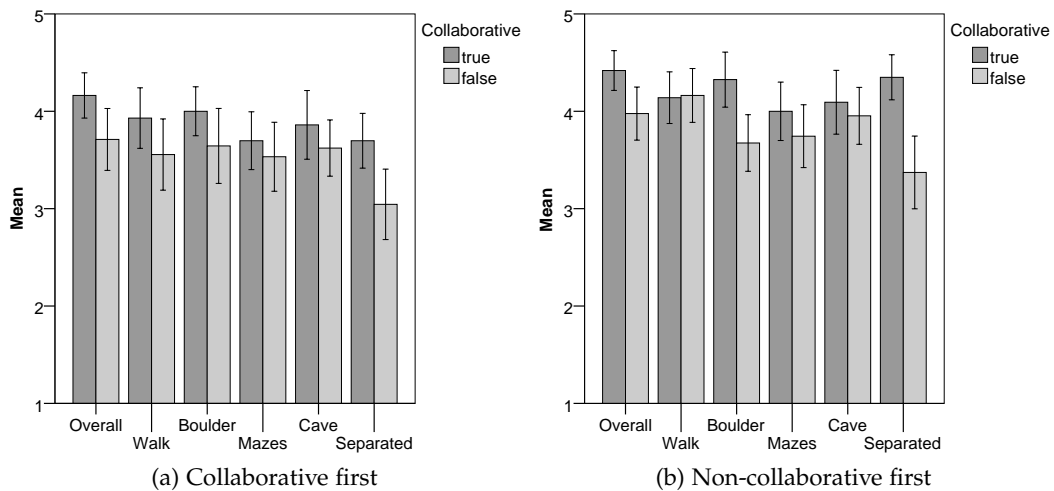 5
4
3
2
1
Mean
Overall
Walk
Boulder
Mazes
Cave
Separated
Collaborative
true
false
(a) Collaborative first
5
4
3
2
1
Mean
Overall
Walk
Boulder
Mazes
Cave
Separated
Collaborative
true
false
(b) Non-collaborative first